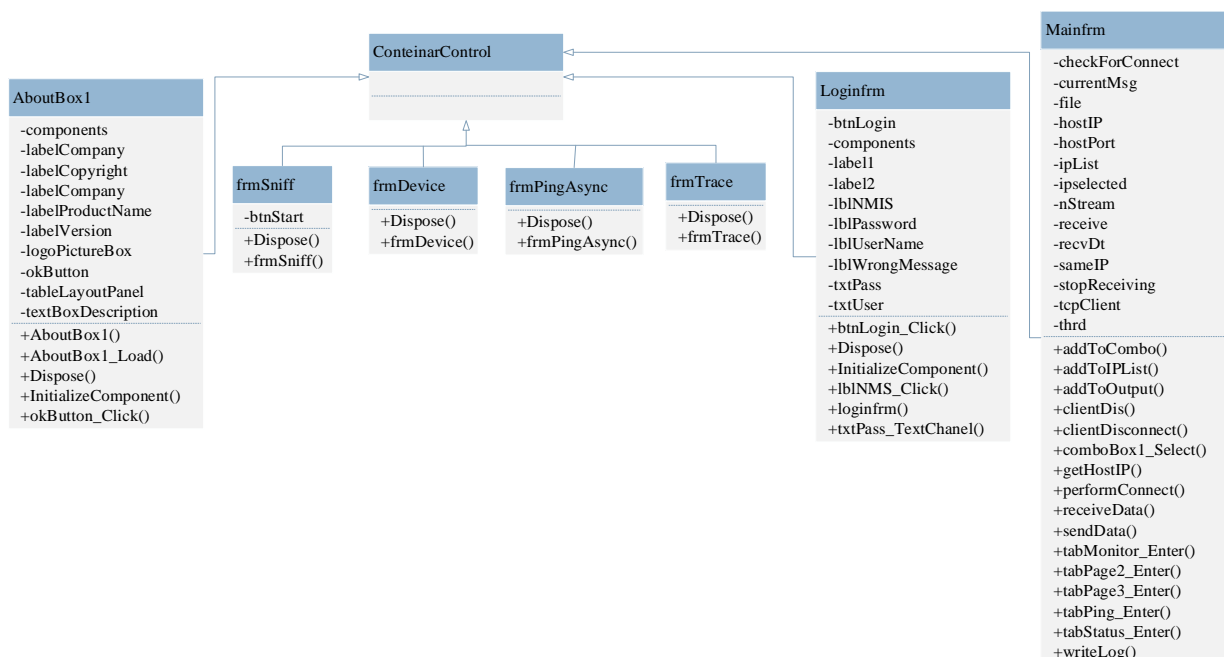 ConteinarControl
AboutBox1
-components
-labelCompany
-labelCopyright
-labelCompany
-labelProductName
-labelVersion
-logoPictureBox
-okButton
-tableLayoutPanel
-textBoxDescription
+AboutBox1()
+AboutBox1_Load()
+Dispose()
+InitializeComponent()
+okButton_Click()
frmSniff
-btnStart
+Dispose()
+frmSniff()
frmDevice
+Dispose()
+frmDevice()
frmPingAsync
+Dispose()
+frmPingAsync()
frmTrace
+Dispose()
+frmTrace()
Loginfrm
-btnLogin
-components
-label1
-label2
-lblNMIS
-lblPassword
-lblUserName
-lblWrongMessage
-txtPass
-txtUser
+btnLogin_Click()
+Dispose()
+InitializeComponent()
+lblNMS_Click()
+loginfrm()
+txtPass_TextChanel()
Mainfrm
-checkForConnect
-currentMsg
-file
-hostIP
-hostPort
-ipList
-ipselected
-nStream
-receive
-recvDt
-sameIP
-stopReceiving
-tcpClient
-thrd
+addToCombo()
+addToIPList()
+addToOutput()
+clientDis()
+clientDisconnect()
+comboBox1_Select()
+getHostIP()
+performConnect()
+receiveData()
+sendData()
+tabMonitor_Enter()
+tabPage2_Enter()
+tabPage3_Enter()
+tabPing_Enter()
+tabStatus_Enter()
+writeLog()